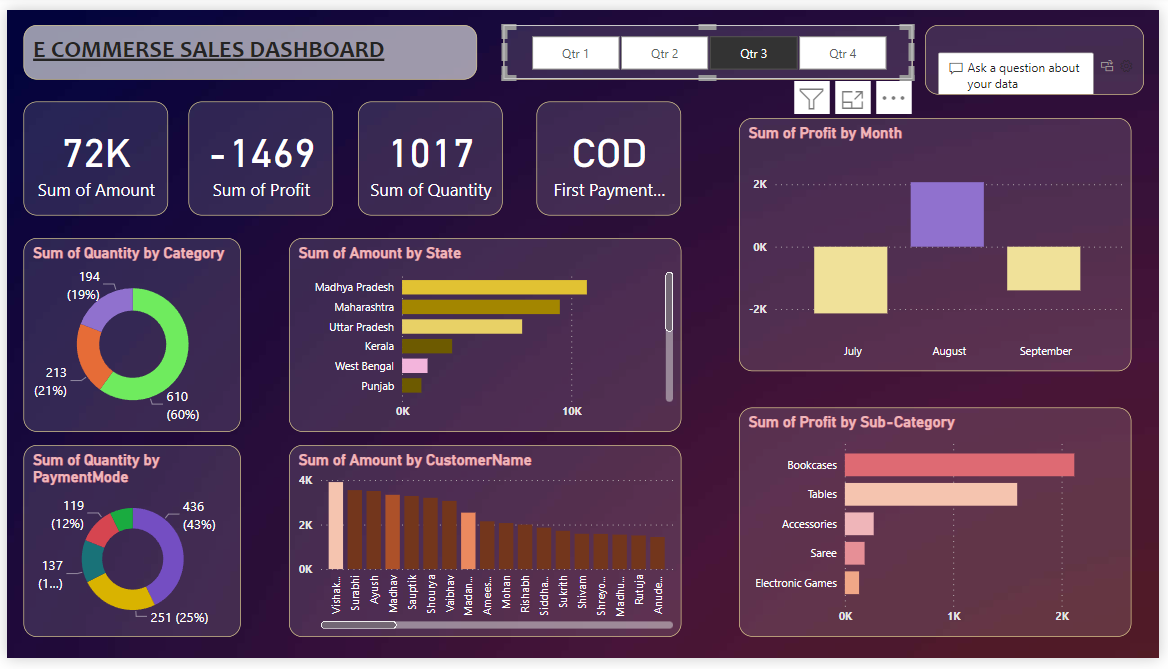 E COMMERSE SALES DASHBOARD
Qtr 1
Qtr 2
Qtr 3
Qtr 4
Ask a question about
your data
72K
Sum of Amount
-1469
Sum of Profit
1017
Sum of Quantity
COD
First Payment...
Sum of Profit by Month
2K
0K
-2K
July
August
September
Sum of Quantity by Category
194
(19%)
213
(21%)
610
(60%)
Sum of Amount by State
Madhya Pradesh
Maharashtra
Uttar Pradesh
Kerala
West Bengal
Punjab
0K
10K
Sum of Quantity by
PaymentMode
119
(12%)
436
(43%)
137
(1...)
251 (25%)
Sum of Amount by CustomerName
4K
2K
0K
Vishak...
Surabhi
Ayush
Madhav
Sauptik
Shourya
Vaibhav
Madan...
Amees...
Mohan
Rishabh
Siddha...
Sukrith
Shivam
Shreyo...
Madhu...
Rutuja
Anude...
Sum of Profit by Sub-Category
Bookcases
Tables
Accessories
Saree
Electronic Games
0K
1K
2K